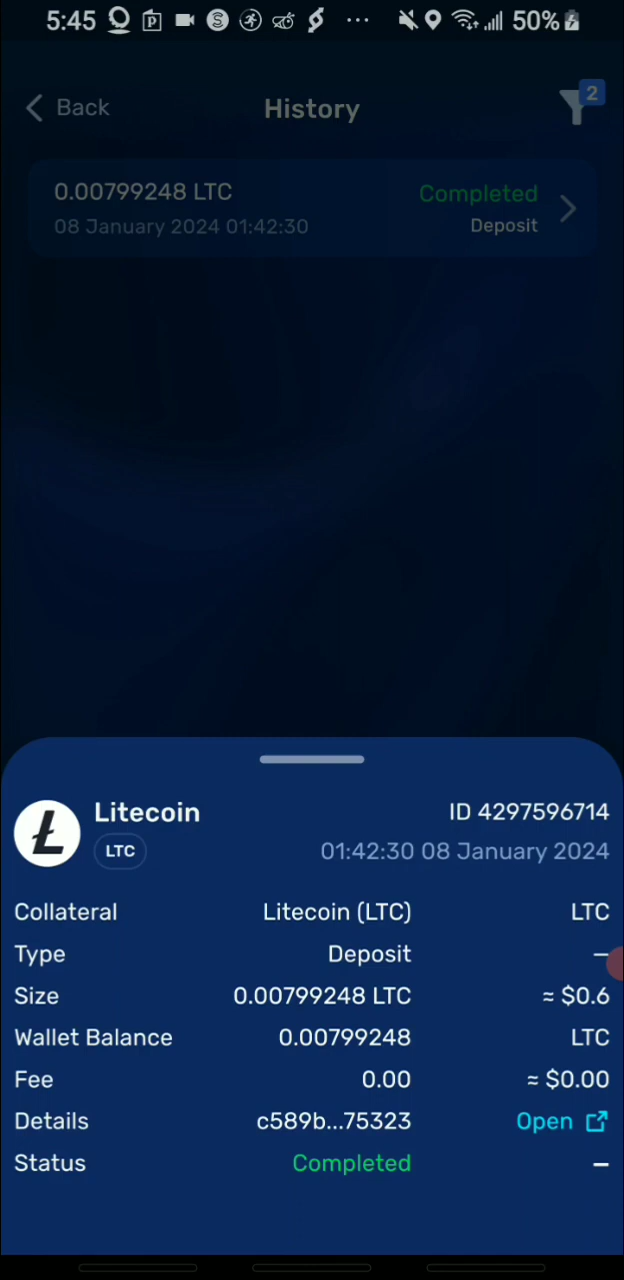 5:45 50%
Back History 2
0.00799248 LTC Completed
08 January 2024 01:42:30 Deposit
Litecoin ID 4297596714
LTC 01:42:30 08 January 2024
Collateral Litecoin (LTC) LTC
Type Deposit –
Size 0.00799248 LTC ≈ $0.6
Wallet Balance 0.00799248 LTC
Fee 0.00 ≈ $0.00
Details c589b...75323 Open
Status Completed –